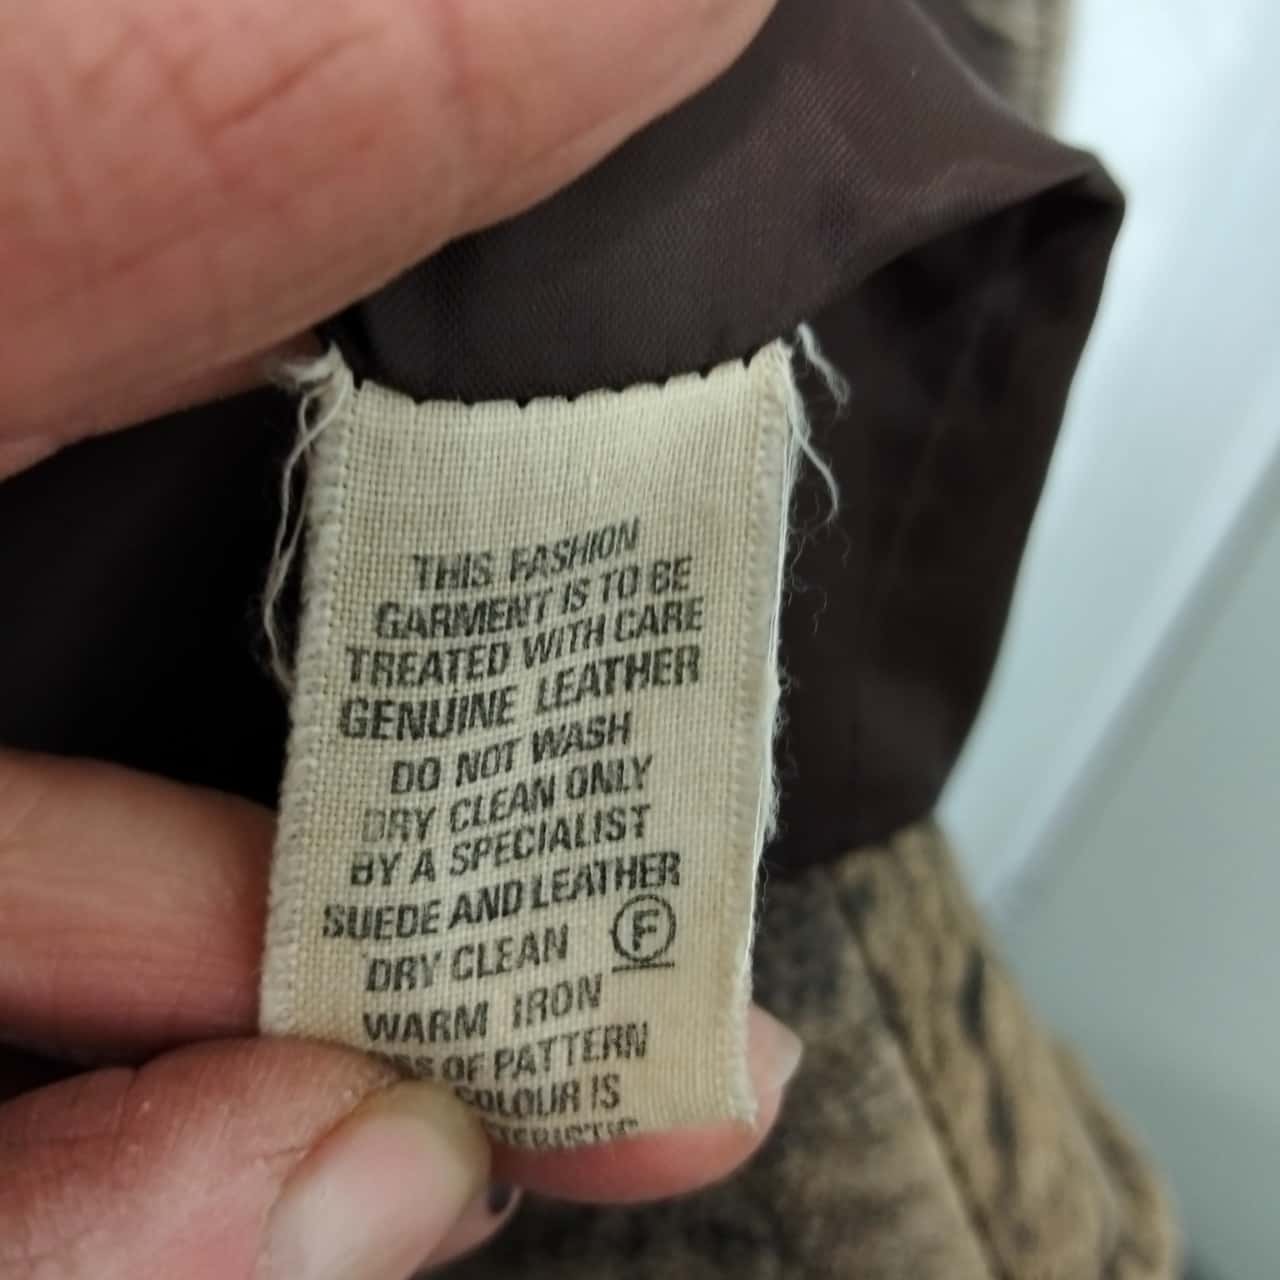 THIS FASHION
GARMENT IS TO BE
TREATED WITH CARE
GENUINE LEATHER
DO NOT WASH
DRY CLEAN ONLY
BY A SPECIALIST
SUEDE AND LEATHER
DRY CLEAN F
WARM IRON
OF PATTERN
COLOUR IS